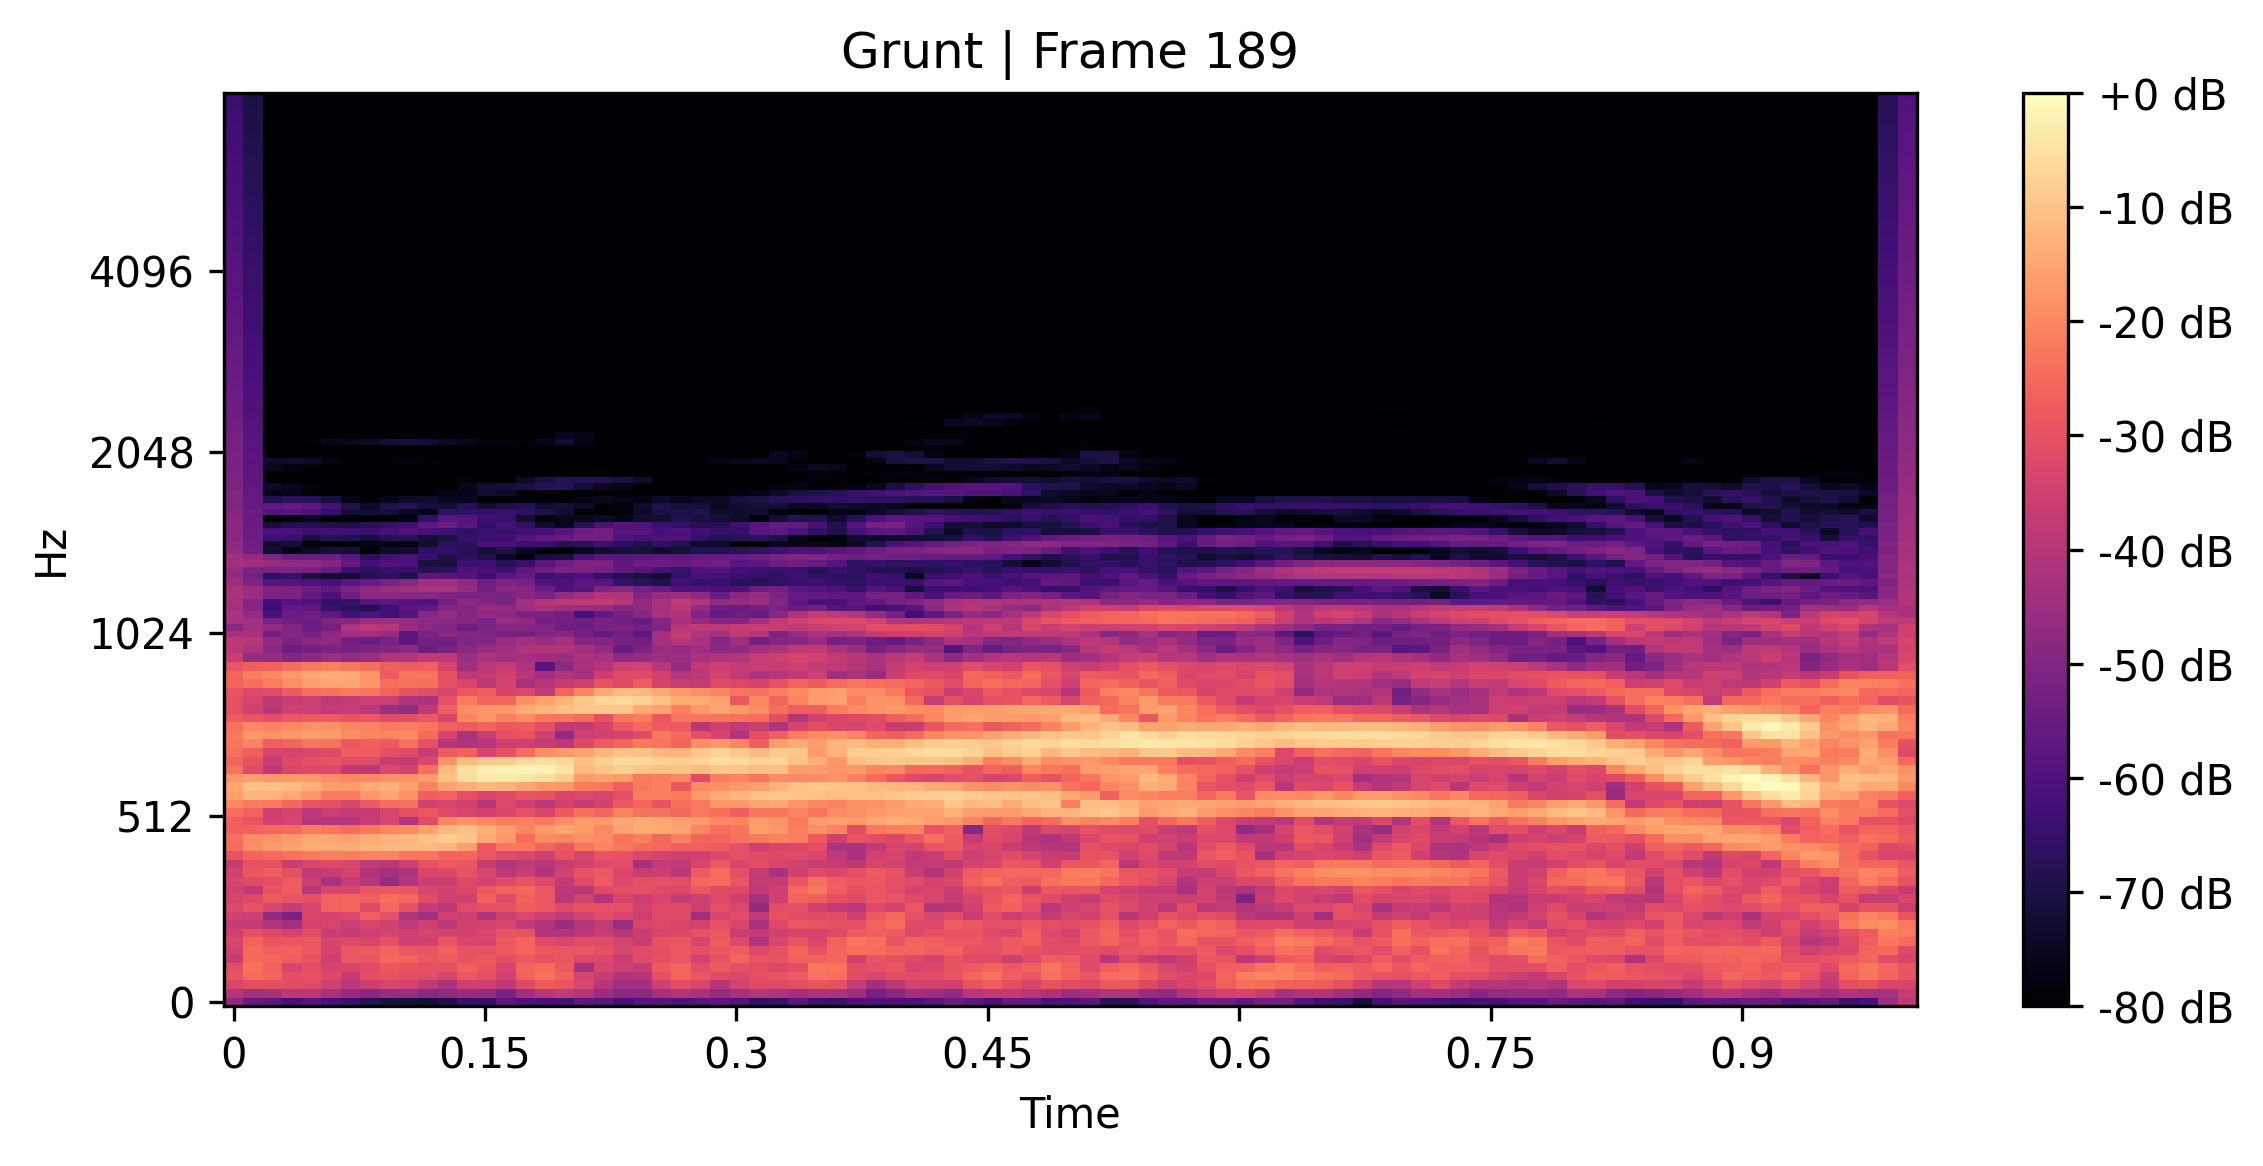 Grunt | Frame 189
Hz
4096
2048
1024
512
0
0 0.15 0.3 0.45 0.6 0.75 0.9
Time
+0 dB
-10 dB
-20 dB
-30 dB
-40 dB
-50 dB
-60 dB
-70 dB
-80 dB